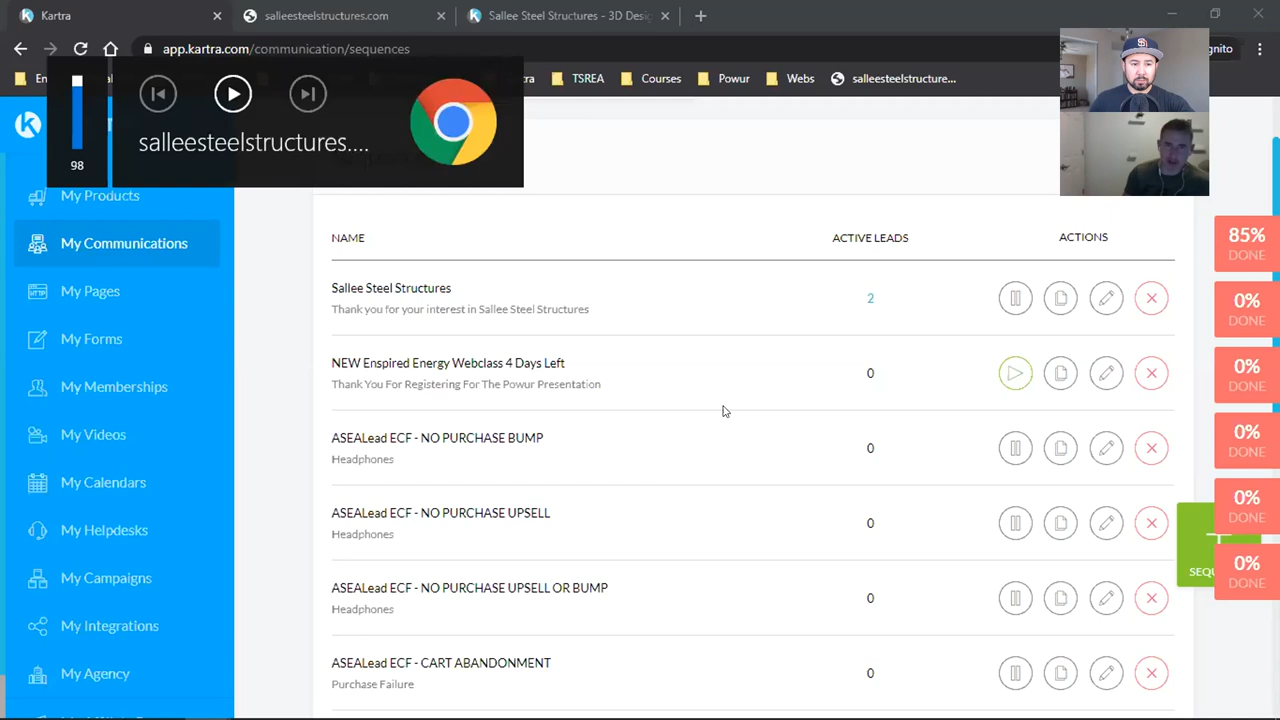 Kartra
salieesteelstructures.com
Sallee Steel Structures - 3D Desig
app.kartra.com/communication/sequences
gnito
En
TSREA
Courses
Powur
Webs
salleesteelstructure...
98
salleesteelstructures....
My Products
My Communications
My Pages
My Forms
My Memberships
My Videos
My Calendars
My Helpdesks
My Campaigns
My Integrations
My Agency
NAME
ACTIVE LEADS
ACTIONS
Sallee Steel Structures
Thank you for your interest in Sallee Steel Structures
2
NEW Enspired Energy Webclass 4 Days Left
Thank You For Registering For The Powur Presentation
0
ASEALead ECF - NO PURCHASE BUMP
Headphones
0
ASEALead ECF - NO PURCHASE UPSELL
Headphones
0
ASEALead ECF - NO PURCHASE UPSELL OR BUMP
Headphones
0
ASEALead ECF - CART ABANDONMENT
Purchase Failure
0
85%
DONE
0%
DONE
0%
DONE
0%
DONE
0%
DONE
0%
DONE
SEQU